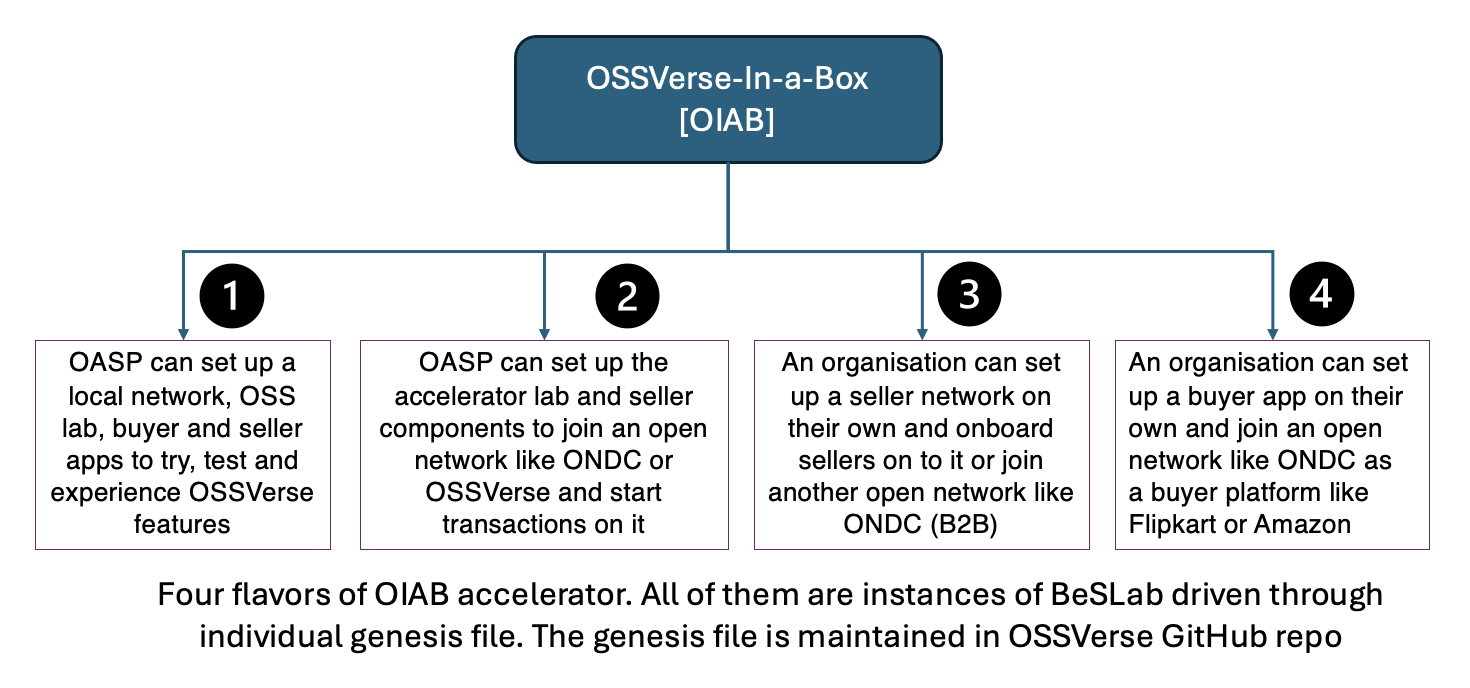 OSSVerse-In-a-Box
[OIAB]
1
OASP can set up a
local network, OSS
lab, buyer and seller
apps to try, test and
experience OSSVerse
features
2
OASP can set up the
accelerator lab and seller
components to join an open
network like ONDC or
OSSVerse and start
transactions on it
3
An organisation can set
up a seller network on
their own and onboard
sellers on to it or join
another open network like
ONDC (B2B)
4
An organisation can set
up a buyer app on their
own and join an open
network like ONDC as
a buyer platform like
Flipkart or Amazon
Four flavors of OIAB accelerator. All of them are instances of BeSLab driven through
individual genesis file. The genesis file is maintained in OSSVerse GitHub repo